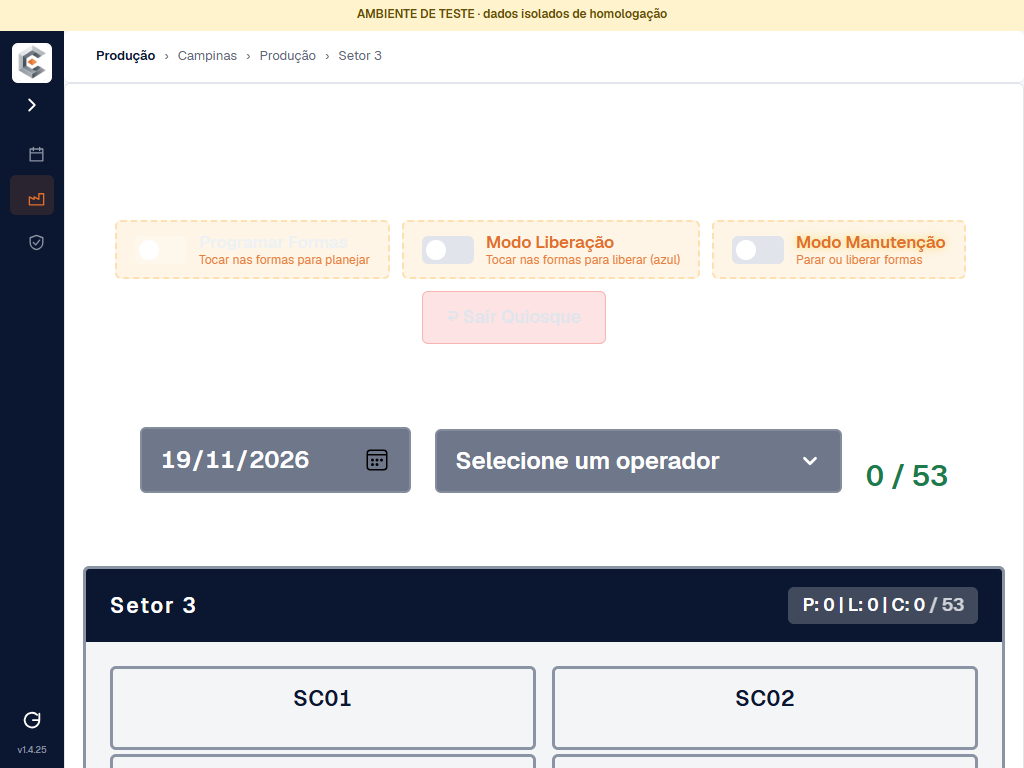 AMBIENTE DE TESTE · dados isolados de homologação
Produção › Campinas › Produção › Setor 3
Programar Formas
Tocar nas formas para planejar
Modo Liberação
Tocar nas formas para liberar (azul)
Modo Manutenção
Parar ou liberar formas
Sair Quiosque
19/11/2026
Selecione um operador
0 / 53
Setor 3
P: 0 | L: 0 | C: 0 / 53
SC01
SC02
v1.4.25